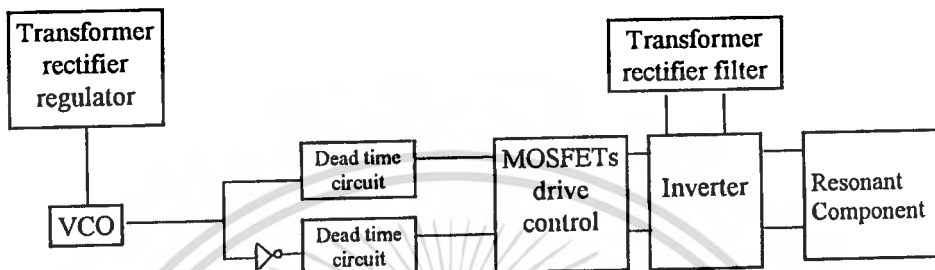 Transformer
rectifier
regulator
Transformer
rectifier filter
Dead time
circuit
MOSFETs
drive
control
Inverter
Resonant
Component
VCO
Dead time
circuit